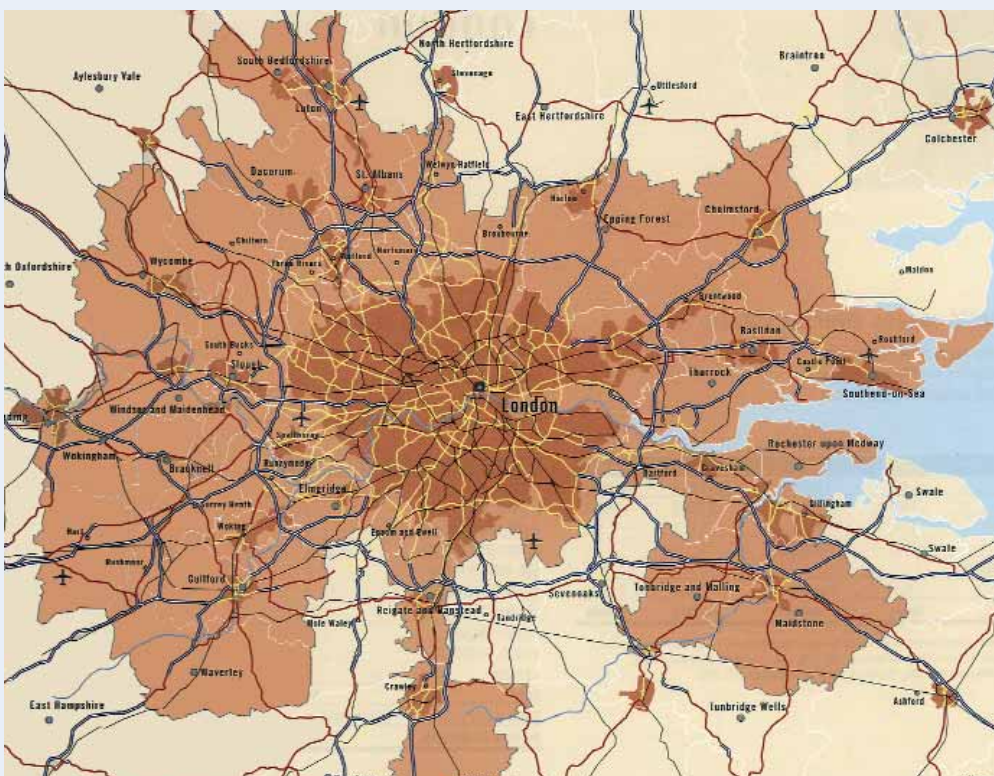 North Hertfordshire
Braintree
South Bedfordshire
Aylesbury Vale
Stevenage
Uttlesford
Luton
East Hertfordshire
Colchester
Welwyn Hatfield
Dacorum
St. Albans
Harlow
Chelmsford
Epping Forest
Broxbourne
Chiltern
Watford
Hertsmere
Three Rivers
Wycombe
Oxfordshire
Maldon
Brentwood
Basildon
Rochford
South Bucks
Slough
Castle Point
Thurrock
Southend-on-Sea
London
Windsor and Maidenhead
Spelthorne
Rochester upon Medway
Wokingham
Bracknell
Runnymede
Dartford
Gravesham
Elmbridge
Swale
Surrey Heath
Gillingham
Woking
Epsom and Ewell
Hart
Swale
Rushmoor
Guilford
Sevenoaks
Tonbridge and Malling
Reigate and Banstead
Tandridge
Mole Valey
Maidstone
Waverley
Crawley
Ashford
East Hampshire
Tunbridge Wells